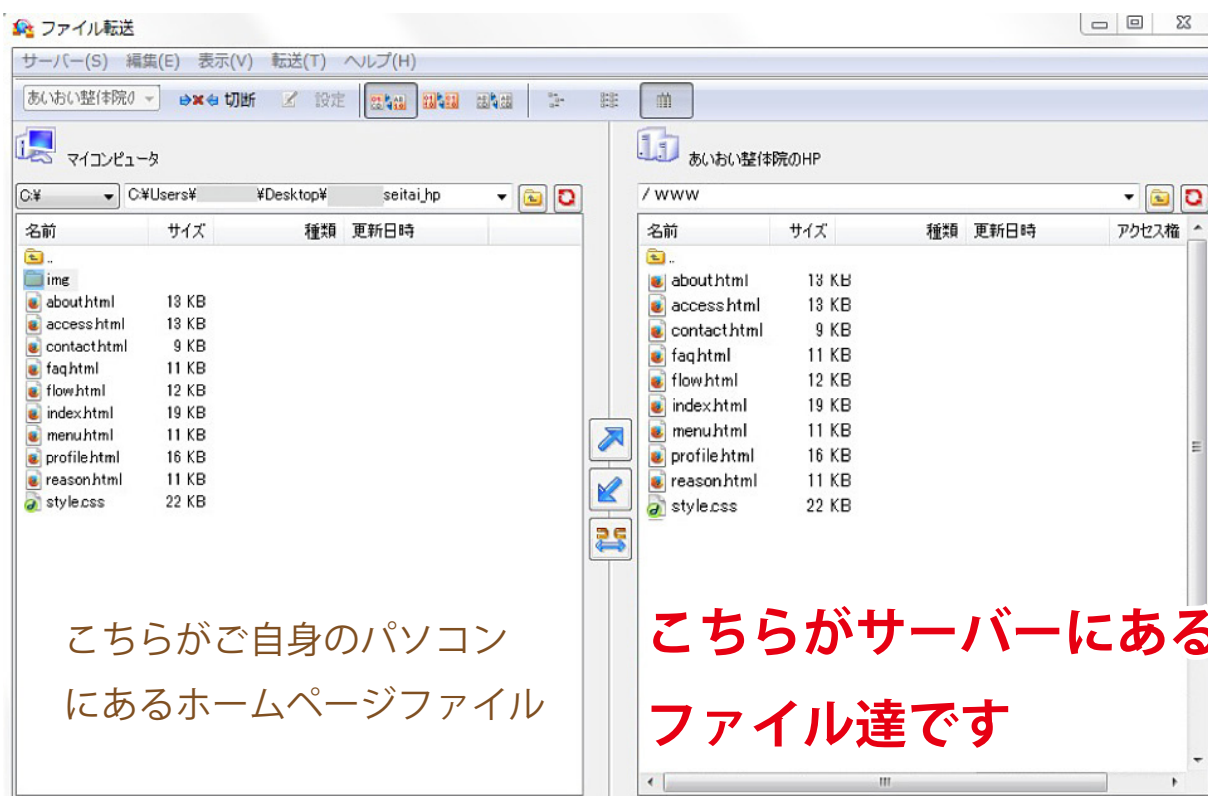 ファイル転送
サーバー(S) 編集(E) 表示(V) 転送(T) ヘルプ(H)
あいおい整体院の 切断 設定
マイコンピュータ
あいおい整体院のHP
C:¥ C:¥Users¥ ¥Desktop¥ seitai_hp
/ www
名前 サイズ 種類 更新日時
..
img
about.html 13 KB
access.html 13 KB
contact.html 9 KB
faq.html 11 KB
flow.html 12 KB
index.html 19 KB
menu.html 11 KB
profile.html 16 KB
reason.html 11 KB
style.css 22 KB
名前 サイズ 種類 更新日時 アクセス権
..
about.html 13 KB
access.html 13 KB
contact.html 9 KB
faq.html 11 KB
flow.html 12 KB
index.html 19 KB
menu.html 11 KB
profile.html 16 KB
reason.html 11 KB
style.css 22 KB
こちらがご自身のパソコン
にあるホームページファイル
こちらがサーバーにある
ファイル達です